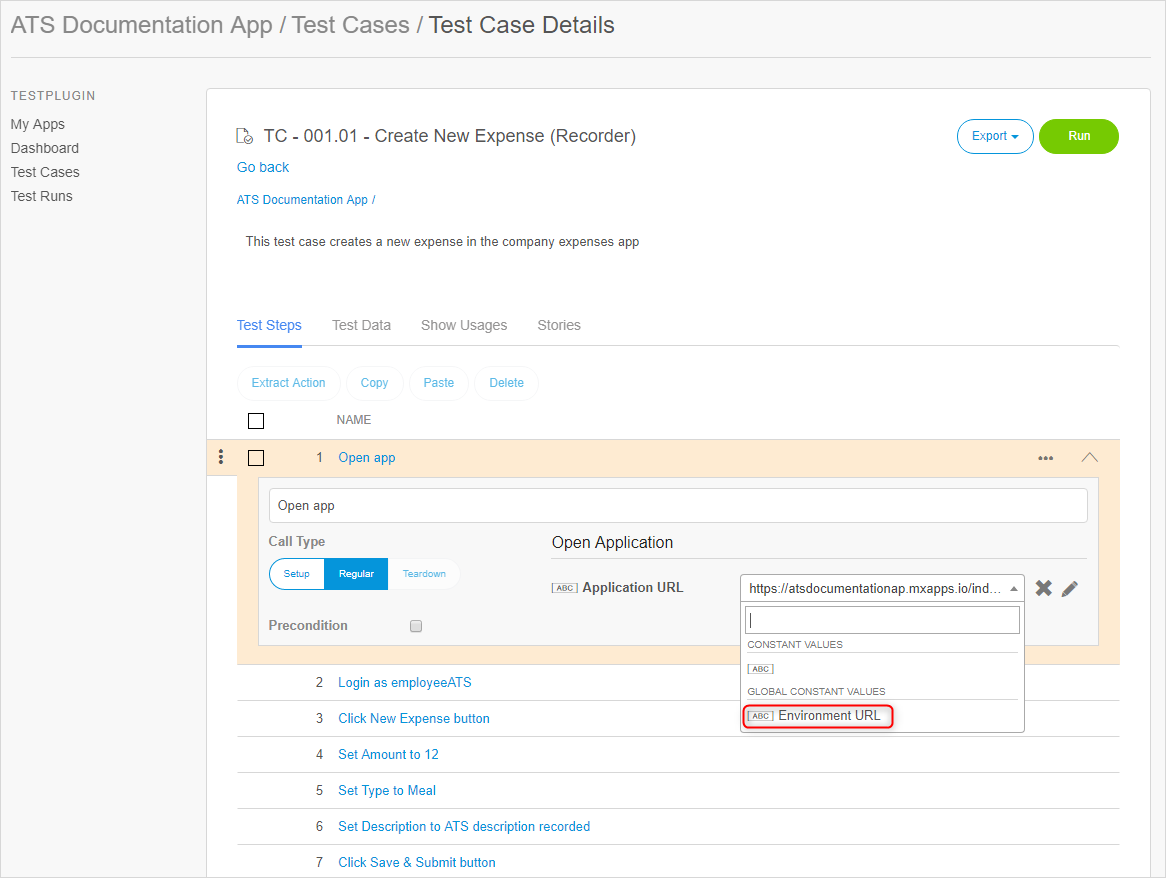 ATS Documentation App / Test Cases / Test Case Details
TESTPLUGIN
My Apps
Dashboard
Test Cases
Test Runs
TC - 001.01 - Create New Expense (Recorder)
Export
Run
Go back
ATS Documentation App /
This test case creates a new expense in the company expenses app
Test Steps
Test Data
Show Usages
Stories
Extract Action
Copy
Paste
Delete
NAME
1 Open app
Open app
Call Type
Setup
Regular
Teardown
Precondition
Open Application
ABC Application URL
https://atsdocumentationap.mxapps.io/ind...
CONSTANT VALUES
ABC
GLOBAL CONSTANT VALUES
ABC Environment URL
2 Login as employeeATS
3 Click New Expense button
4 Set Amount to 12
5 Set Type to Meal
6 Set Description to ATS description recorded
7 Click Save & Submit button